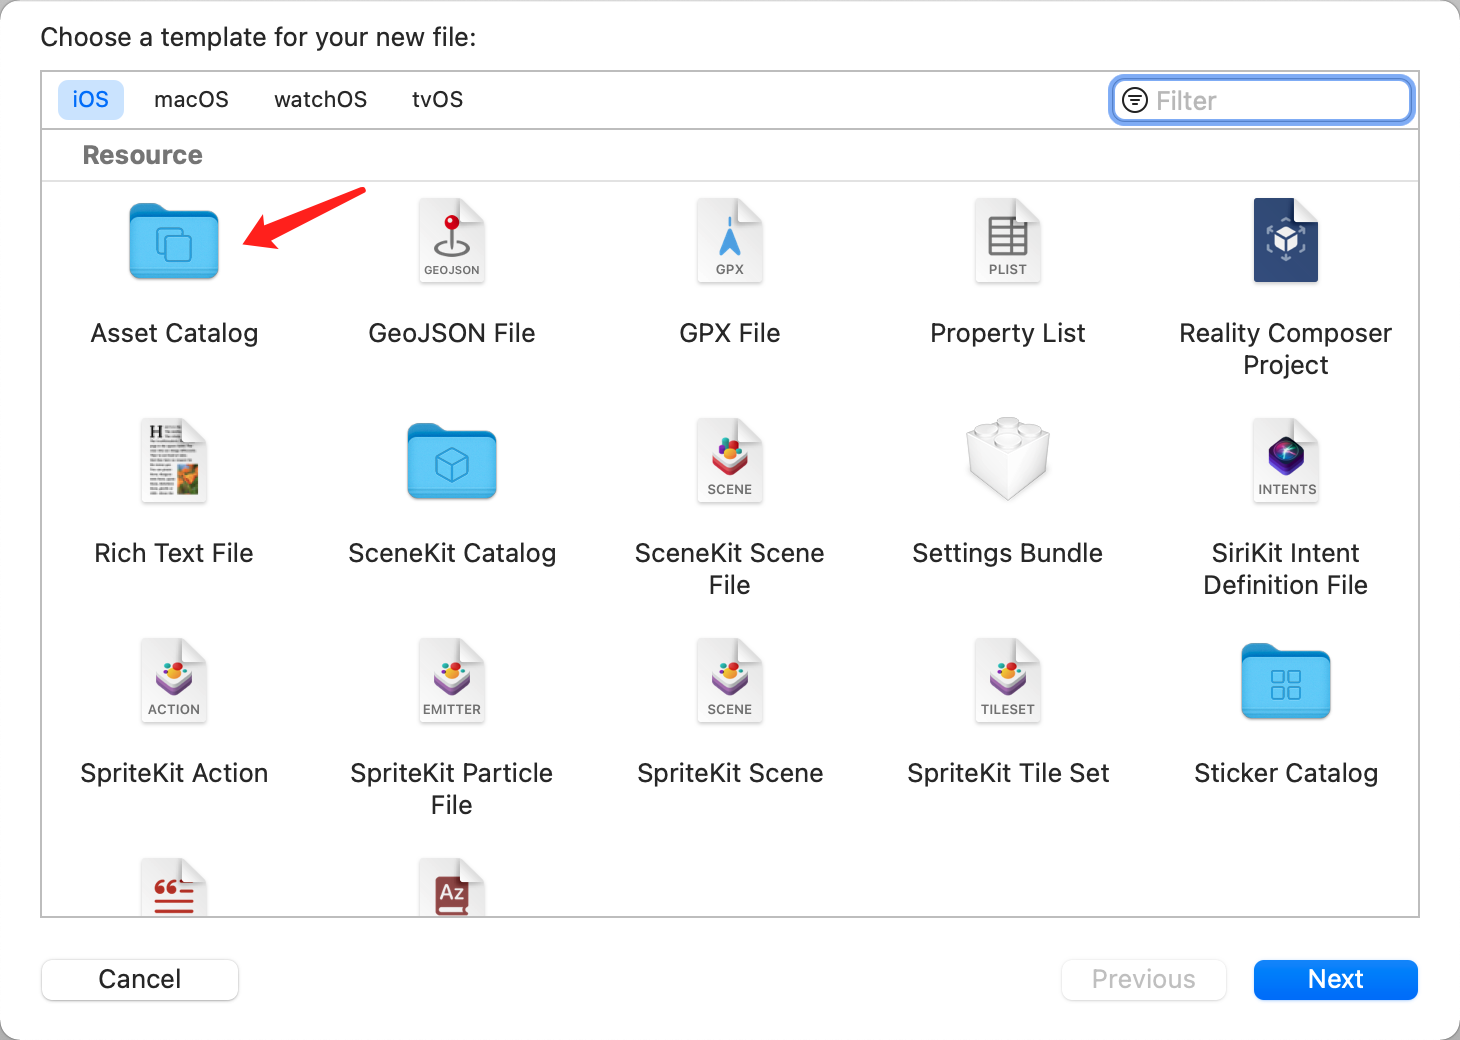 Choose a template for your new file:
iOS macOS watchOS tvOS Filter
Resource
GEOJSON GPX PLIST
Asset Catalog GeoJSON File GPX File Property List Reality Composer
Project
H
SCENE INTENTS
Rich Text File SceneKit Catalog SceneKit Scene Settings Bundle SiriKit Intent
File Definition File
ACTION EMITTER SCENE TILESET
SpriteKit Action SpriteKit Particle SpriteKit Scene SpriteKit Tile Set Sticker Catalog
File
Az
Cancel Previous Next